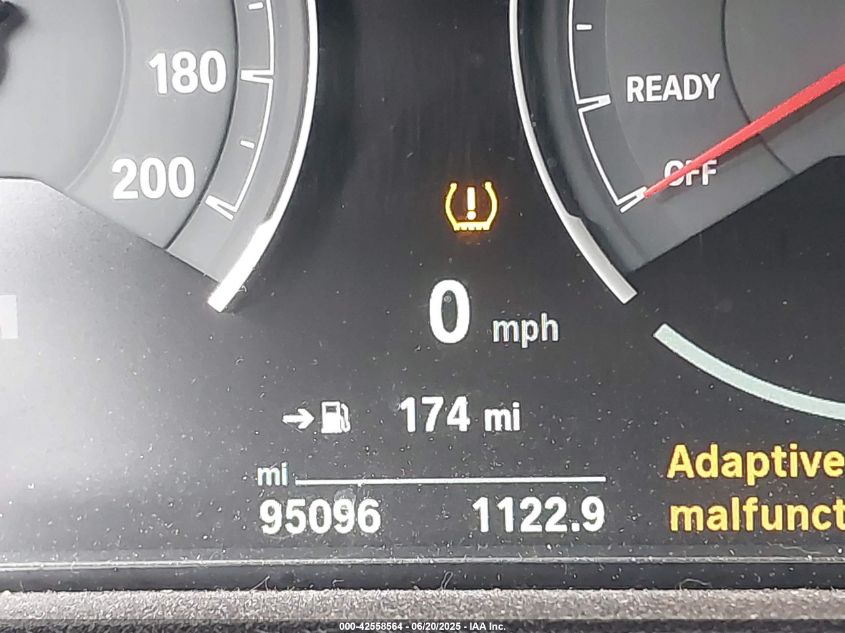 180
200
READY
OFF
0 mph
174 mi
mi
95096 1122.9
Adaptive
malfunct
000-42558564 - 06/20/2025 - IAA Inc.